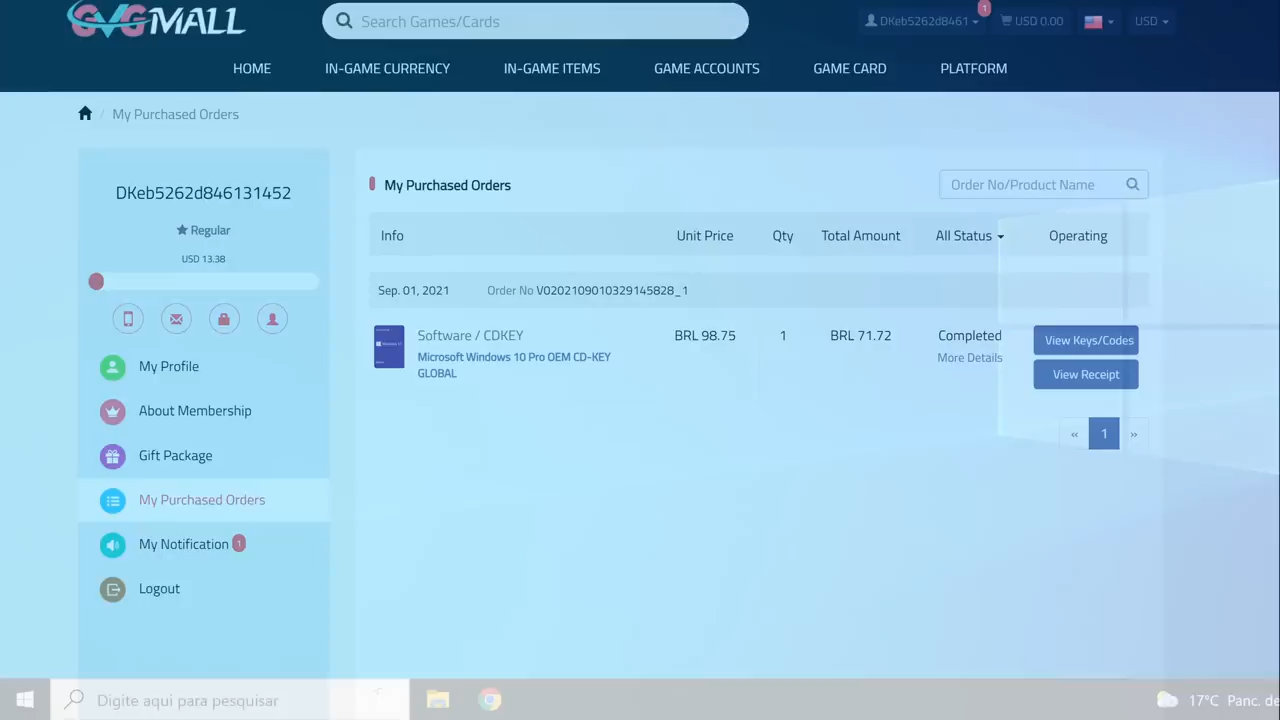 GVGMALL
Search Games/Cards
DKeb5262d8461
1
USD 0.00
USD
HOME
IN-GAME CURRENCY
IN-GAME ITEMS
GAME ACCOUNTS
GAME CARD
PLATFORM
/ My Purchased Orders
DKeb5262d846131452
Regular
USD 13.38
My Profile
About Membership
Gift Package
My Purchased Orders
My Notification 1
Logout
My Purchased Orders
Order No/Product Name
Info Unit Price Qty Total Amount All Status Operating
Sep. 01, 2021 Order No V0202109010329145828_1
Software / CDKEY BRL 98.75 1 BRL 71.72 Completed View Keys/Codes
Microsoft Windows 10 Pro OEM CD-KEY
GLOBAL
More Details
View Receipt
« 1 »
Digite aqui para pesquisar
17°C Panc. de